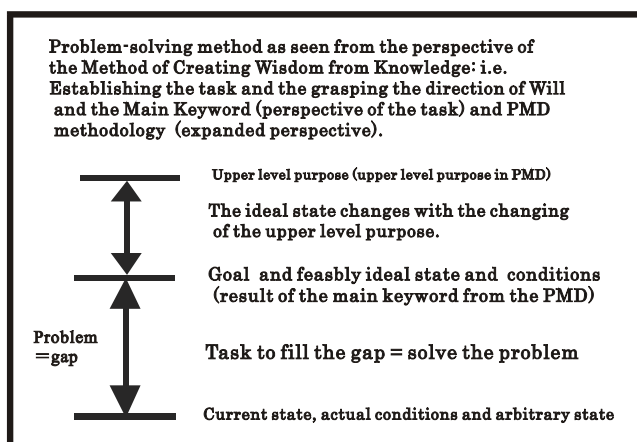 Problem-solving method as seen from the perspective of
the Method of Creating Wisdom from Knowledge: i.e.
Establishing the task and the grasping the direction of Will
and the Main Keyword (perspective of the task) and PMD
methodology (expanded perspective).
Upper level purpose (upper level purpose in PMD)
The ideal state changes with the changing
of the upper level purpose.
Goal and feasbly ideal state and conditions
(result of the main keyword from the PMD)
Problem
=gap
Task to fill the gap = solve the problem
Current state, actual conditions and arbitrary state